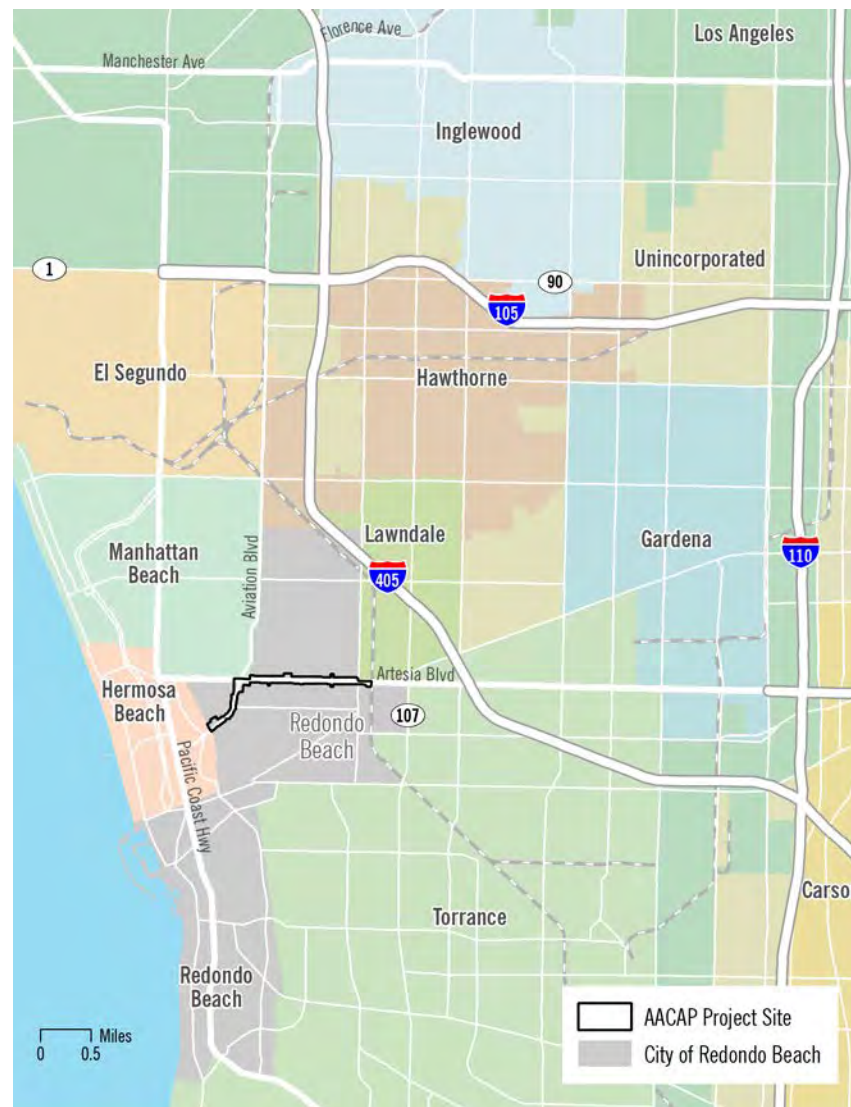 Florence Ave
Los Angeles
Manchester Ave
Inglewood
Unincorporated
1
90
105
El Segundo
Hawthorne
Lawndale
Gardena
Manhattan
Beach
Aviation Blvd
405
110
Artesia Blvd
Hermosa
Beach
107
Redondo
Beach
Pacific Coast Hwy
Carso
Torrance
Redondo
Beach
AACAP Project Site
City of Redondo Beach
Miles
0 0.5